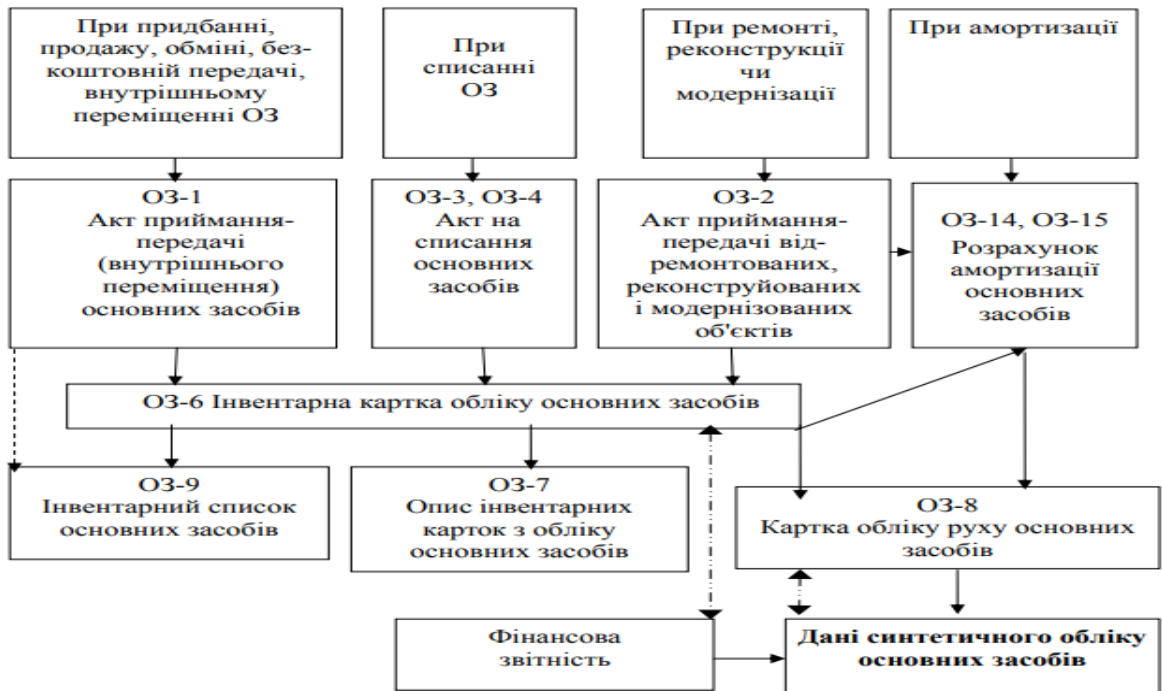 При придбанні,
продажу, обміні, без-
коштовній передачі,
внутрішньому
переміщенні ОЗ
При
списанні
ОЗ
При ремонті,
реконструкції
чи
модернізації
При амортизації
ОЗ-1
Акт приймання-
передачі
(внутрішнього
переміщення)
основних засобів
ОЗ-3, ОЗ-4
Акт на
списання
основних
засобів
ОЗ-2
Акт приймання-
передачі від-
ремонтованих,
реконструйованих
і модернізованих
об'єктів
ОЗ-14, ОЗ-15
Розрахунок
амортизації
основних
засобів
ОЗ-6 Інвентарна картка обліку основних засобів
ОЗ-9
Інвентарний список
основних засобів
ОЗ-7
Опис інвентарних
карток з обліку
основних засобів
ОЗ-8
Картка обліку руху основних
засобів
Фінансова
звітність
Дані синтетичного обліку
основних засобів